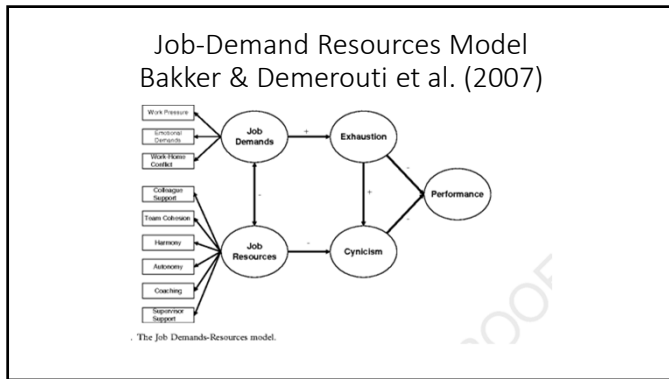 Job-Demand Resources Model
Bakker & Demerouti et al. (2007)
Work Pressure
Emotional
Demands
Work-Home
Conflict
Job
Demands
+
Exhaustion
-
Colleague
Support
-
+
Performance
Team Cohesion
-
Harmony
Job
Resources
-
Cynicism
Autonomy
Coaching
Supervisor
Support
. The Job Demands-Resources model.